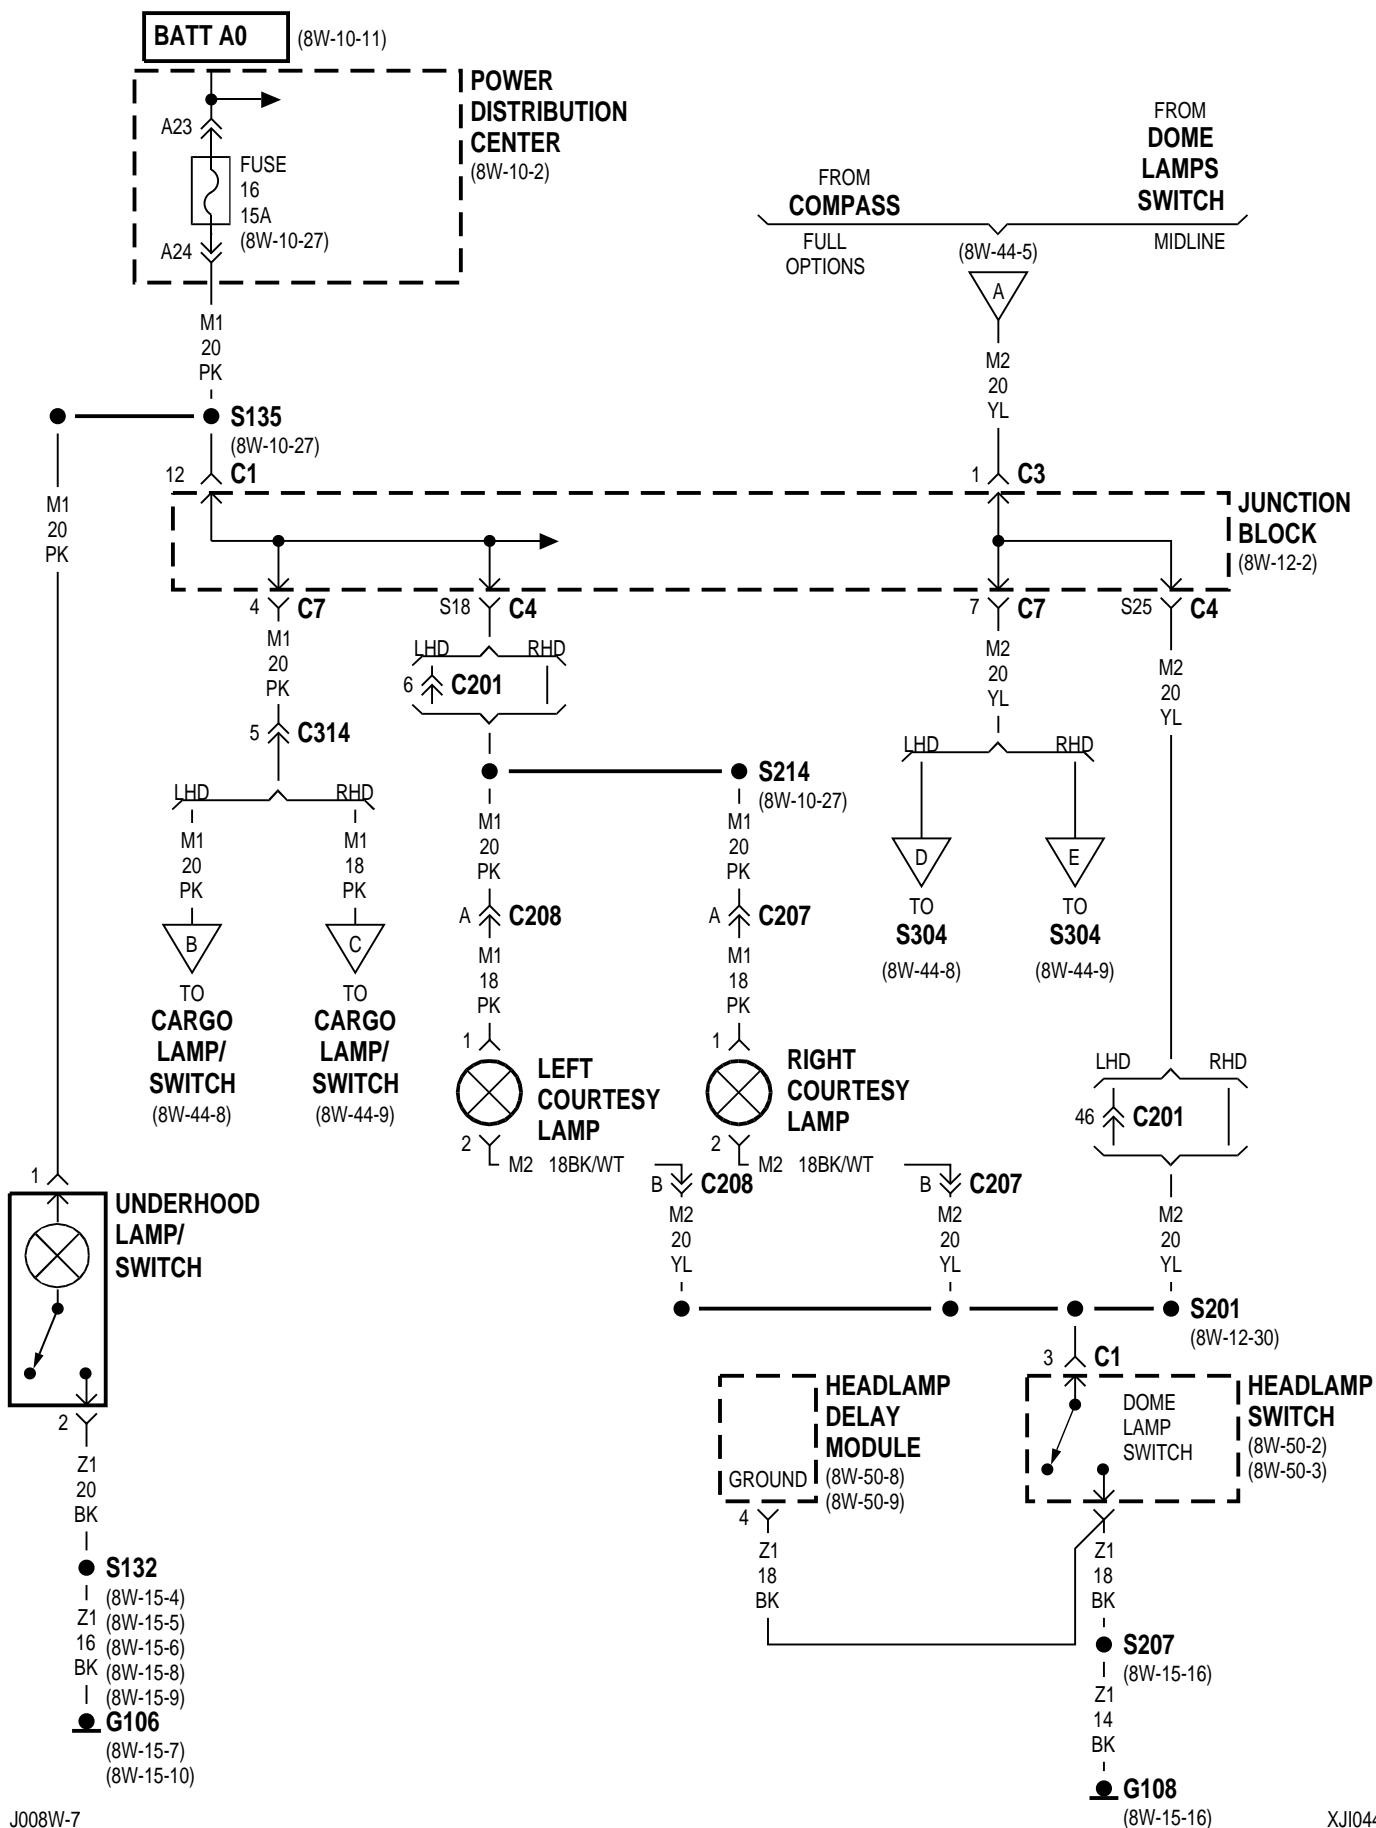 BATT A0 (8W-10-11)
POWER
DISTRIBUTION
CENTER
(8W-10-2)
A23
FUSE
16
15A
(8W-10-27)
A24
FROM
COMPASS
FULL
OPTIONS
FROM
DOME
LAMPS
SWITCH
MIDLINE
(8W-44-5)
A
M1
20
PK
M2
20
YL
S135
(8W-10-27)
12 C1
1 C3
M1
20
PK
JUNCTION
BLOCK
(8W-12-2)
4 C7
S18 C4
7 C7
S25 C4
M1
20
PK
LHD RHD
6 C201
M2
20
YL
M2
20
YL
5 C314
S214
(8W-10-27)
LHD RHD
LHD RHD
M1
20
PK
M1
18
PK
M1
20
PK
M1
20
PK
D
E
TO
S304
(8W-44-8)
TO
S304
(8W-44-9)
A C208
A C207
B
C
TO
CARGO
LAMP/
SWITCH
(8W-44-8)
TO
CARGO
LAMP/
SWITCH
(8W-44-9)
M1
18
PK
M1
18
PK
1
LEFT
COURTESY
LAMP
2
M2 18BK/WT
1
RIGHT
COURTESY
LAMP
2
M2 18BK/WT
LHD RHD
46 C201
B C208
B C207
M2
20
YL
M2
20
YL
M2
20
YL
1
UNDERHOOD
LAMP/
SWITCH
2
S201
(8W-12-30)
3 C1
HEADLAMP
DELAY
MODULE
(8W-50-8)
(8W-50-9)
GROUND
4
DOME
LAMP
SWITCH
HEADLAMP
SWITCH
(8W-50-2)
(8W-50-3)
Z1
20
BK
S132
(8W-15-4)
(8W-15-5)
(8W-15-6)
(8W-15-8)
(8W-15-9)
Z1
16
BK
G106
(8W-15-7)
(8W-15-10)
Z1
18
BK
Z1
18
BK
S207
(8W-15-16)
Z1
14
BK
G108
(8W-15-16)
J008W-7
XJI044